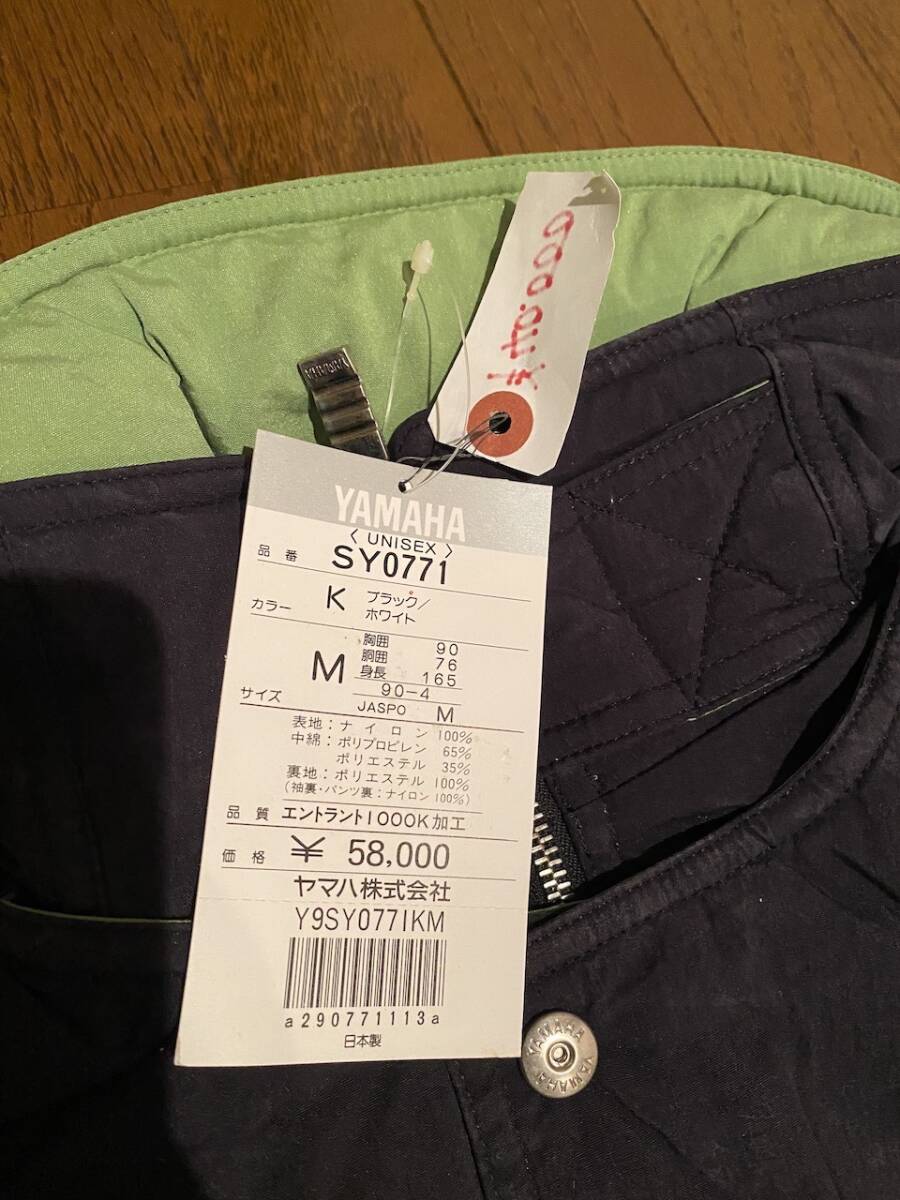 YAMAHA
YAMAHA
〈 UNISEX 〉
品番 SY0771
カラー K ブラック/
ホワイト
胸囲 90
胴囲 76
身長 165
サイズ M 90-4
JASPO M
表地:ナイロン 100%
中綿:ポリプロピレン 65%
ポリエステル 35%
裏地:ポリエステル 100%
(袖裏・パンツ裏:ナイロン 100%)
品質 エントラント1000K加工
価格 ¥ 58,000
ヤマハ株式会社
Y9SY0771KM
a290771113a
日本製
YAMAHA YAMAHA